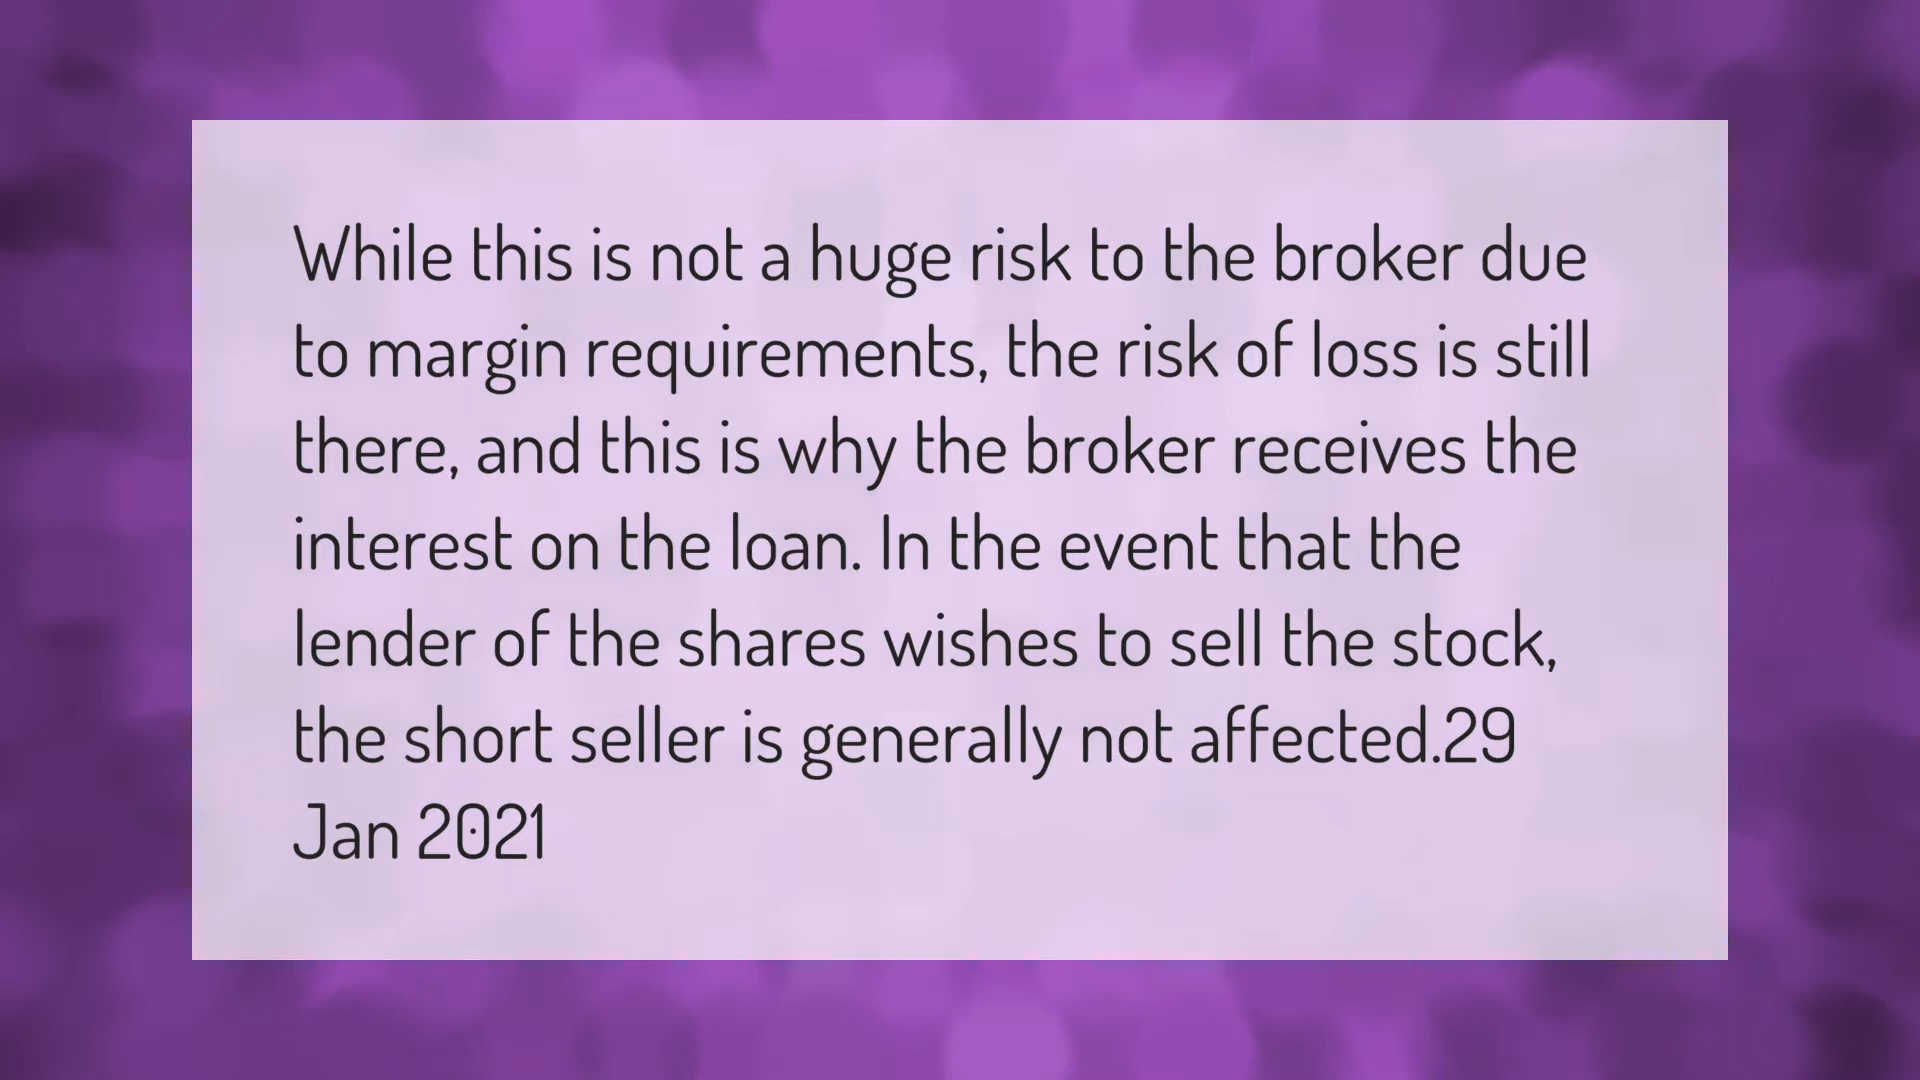 While this is not a huge risk to the broker due
to margin requirements, the risk of loss is still
there, and this is why the broker receives the
interest on the loan. In the event that the
lender of the shares wishes to sell the stock,
the short seller is generally not affected.29
Jan 2021